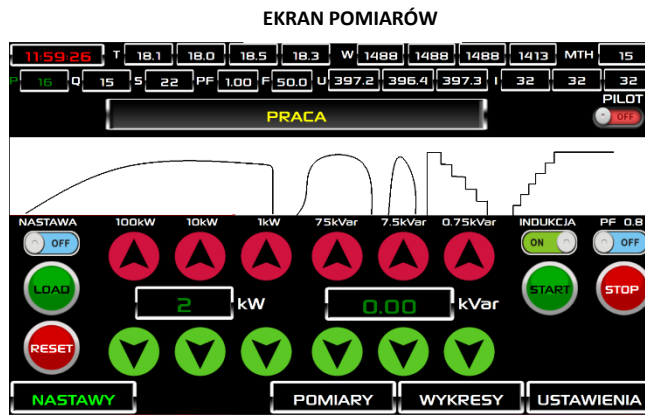 EKRAN POMIARÓW
11:59:26 T 18.1 18.0 18.5 18.3 W 1488 1488 1488 1413 MTH 15
P 16 Q 15 S 22 PF 1.00 F 50.0 U 397.2 396.4 397.3 I 32 32 32
PILOT
OFF
PRACA
NASTAWA 100kW 10kW 1kW 75kVar 7.5kVar 0.75kVar INDUKCJA PF 0.8
OFF ON OFF
LOAD START STOP
2 kW 0.00 kVar
RESET
NASTAWY POMIARY WYKRESY USTAWIENIA